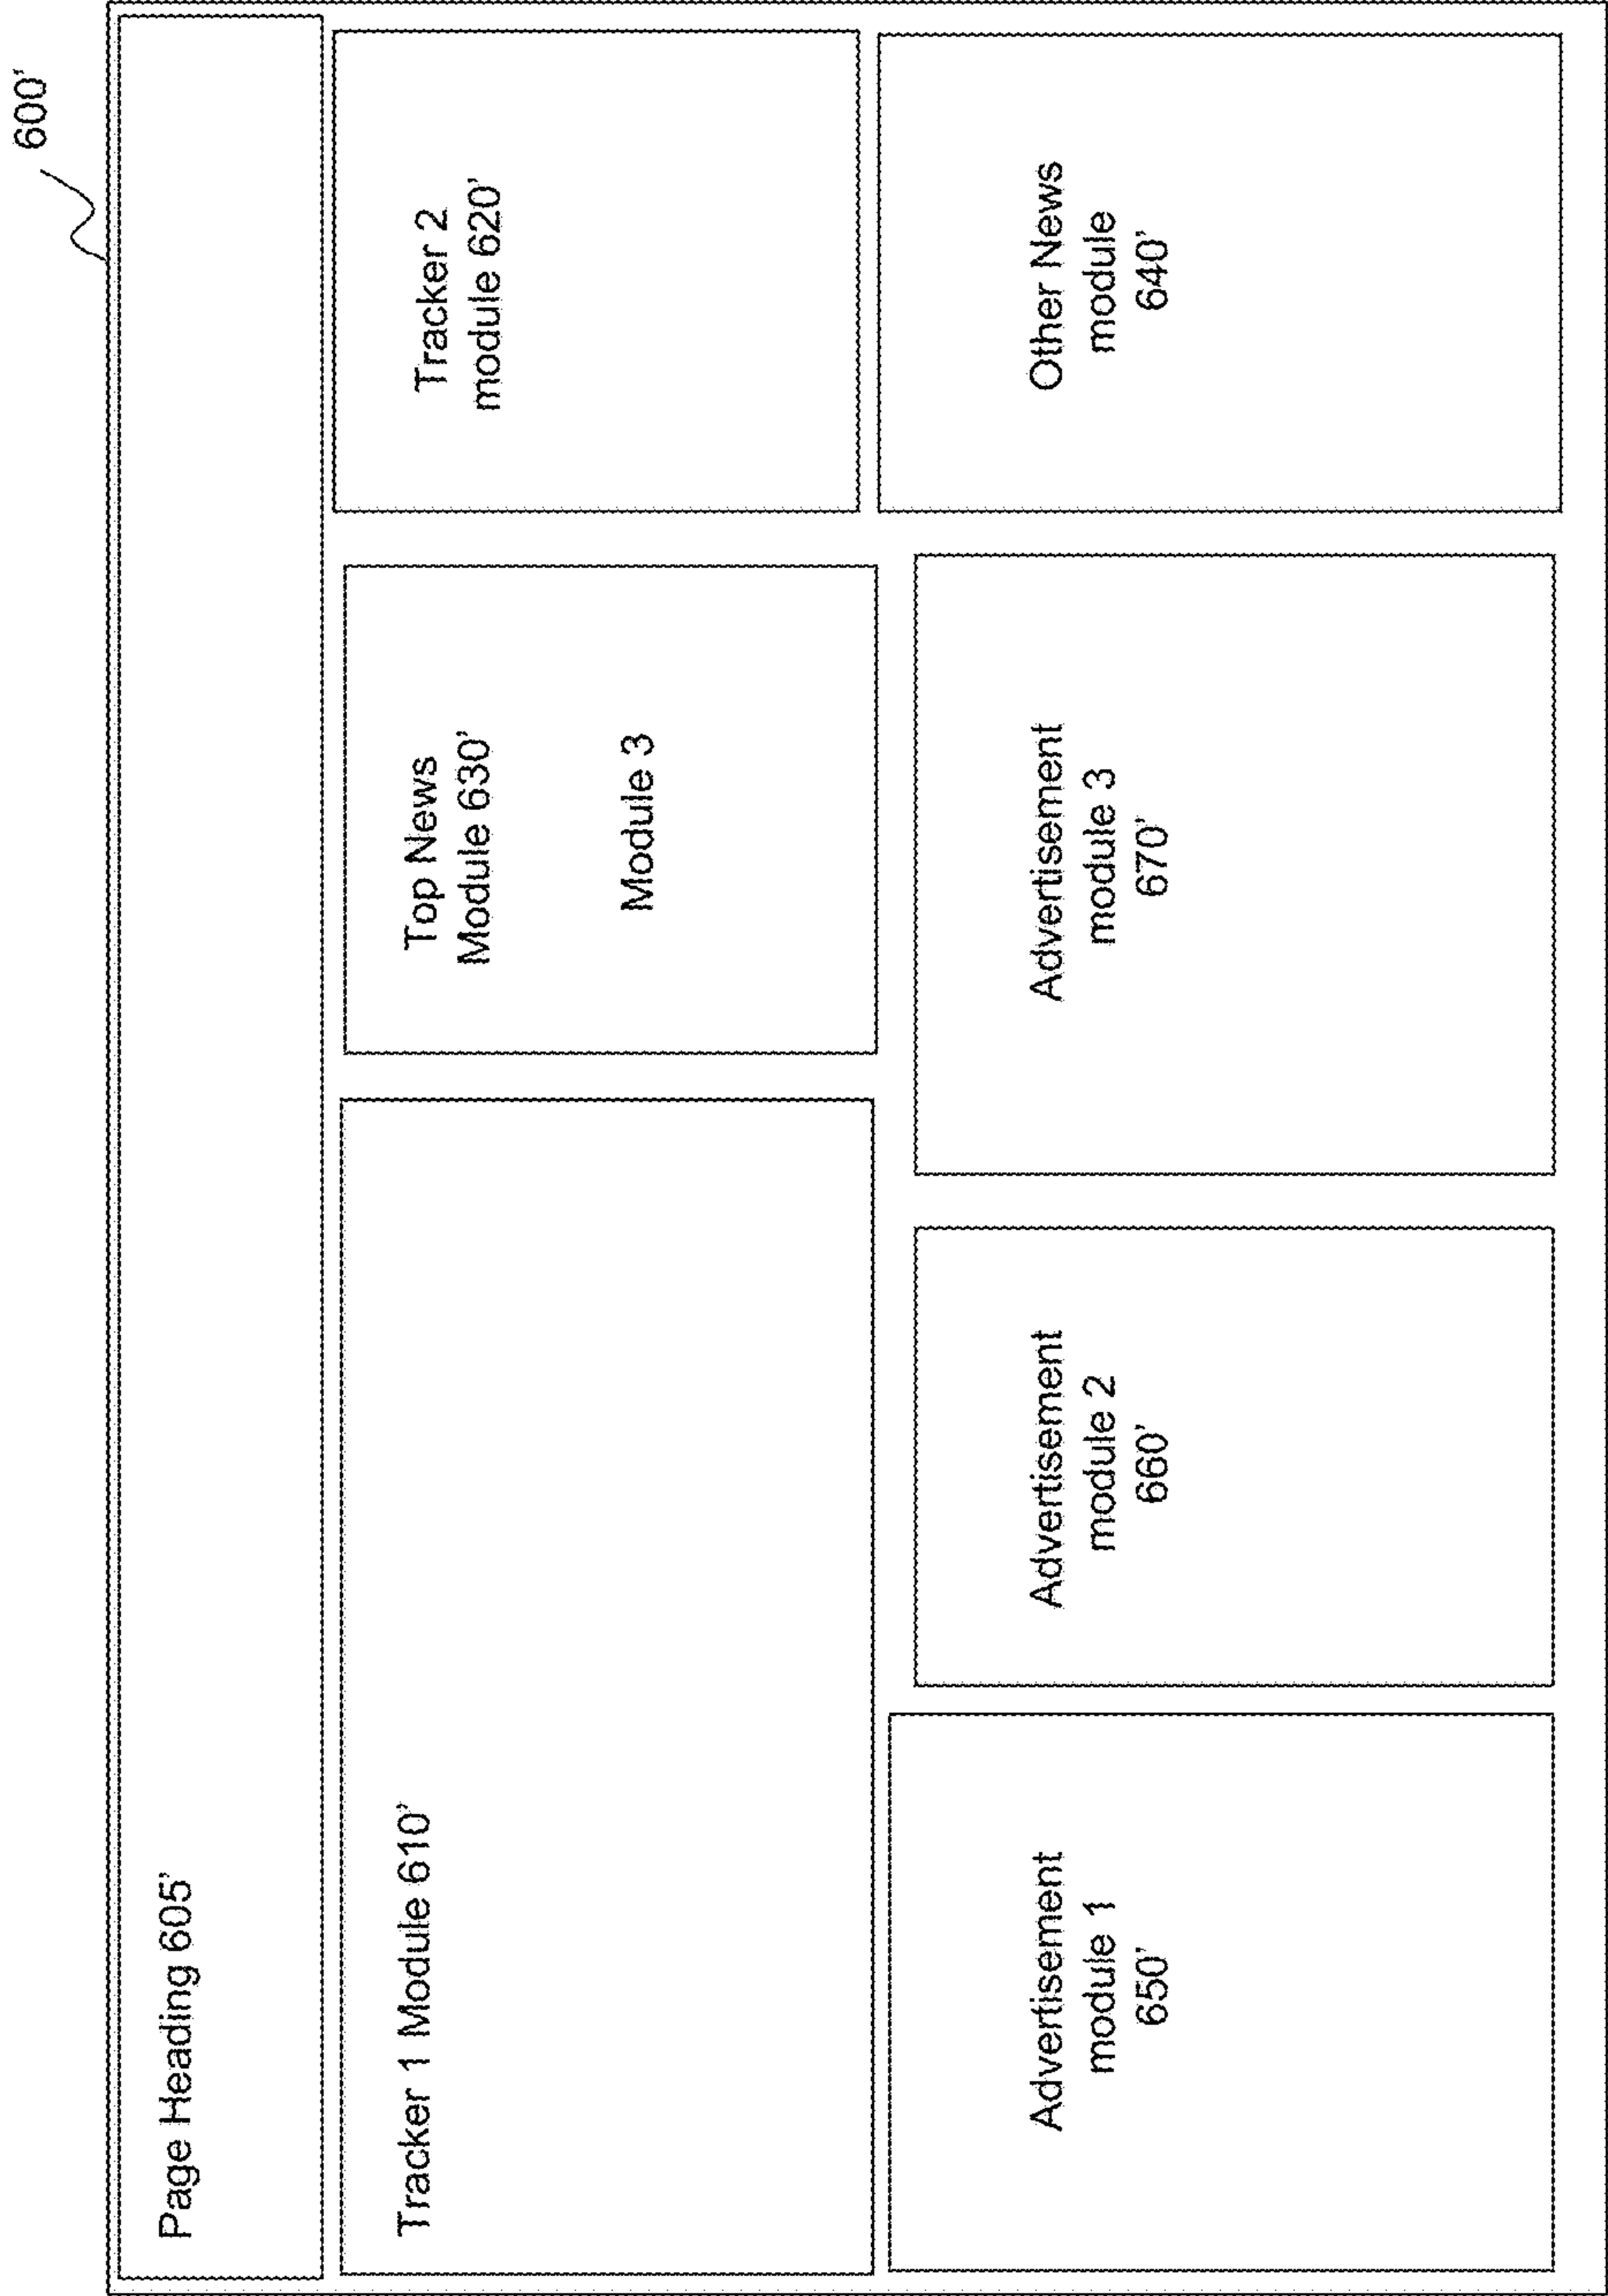 600’
Page Heading 605’
Tracker 1 Module 610’
Top News
Module 630’
Module 3
Tracker 2
module 620’
Advertisement
module 1
650’
Advertisement
module 2
660’
Advertisement
module 3
670’
Other News
module
640’